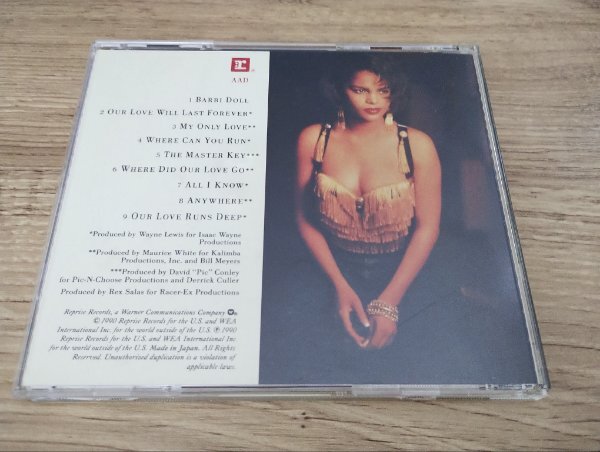 r
AAD
1 BARBI DOLL
2 OUR LOVE WILL LAST FOREVER*
3 MY ONLY LOVE**
4 WHERE CAN YOU RUN*
5 THE MASTER KEY***
6 WHERE DID OUR LOVE GO**
7 ALL I KNOW*
8 ANYWHERE**
9 OUR LOVE RUNS DEEP*
*Produced by Wayne Lewis for Isaac Wayne
Productions
**Produced by Maurice White for Kalimba
Productions, Inc. and Bill Meyers
***Produced by David "Pic" Conley
for Pic-N-Choose Productions and Derrick Culler
Produced by Rex Salas for Racer-Ex Productions
Reprise Records, a Warner Communications Company
© 1990 Reprise Records for the U.S. and WEA
International Inc. for the world outside of the U.S. ℗ 1990
Reprise Records for the U.S. and WEA International Inc
for the world outside of the U.S. Made in Japan. All Rights
Reserved. Unauthorized duplication is a violation of
applicable laws.